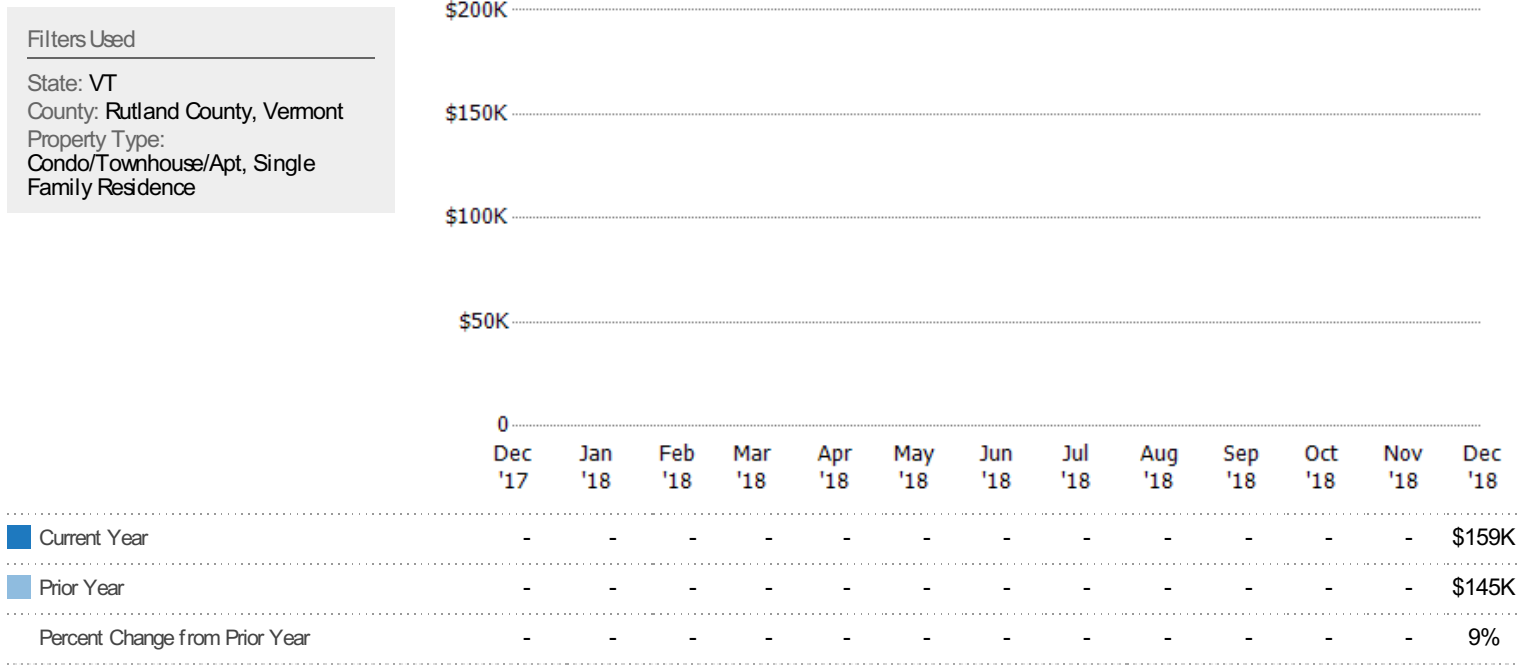 Filters Used
State: VT
County: Rutland County, Vermont
Property Type:
Condo/Townhouse/Apt, Single
Family Residence
$200K
$150K
$100K
$50K
0
Dec Jan Feb Mar Apr May Jun Jul Aug Sep Oct Nov Dec
'17 '18 '18 '18 '18 '18 '18 '18 '18 '18 '18 '18 '18
Current Year - - - - - - - - - - - - $159K
Prior Year - - - - - - - - - - - - $145K
Percent Change from Prior Year - - - - - - - - - - - - 9%